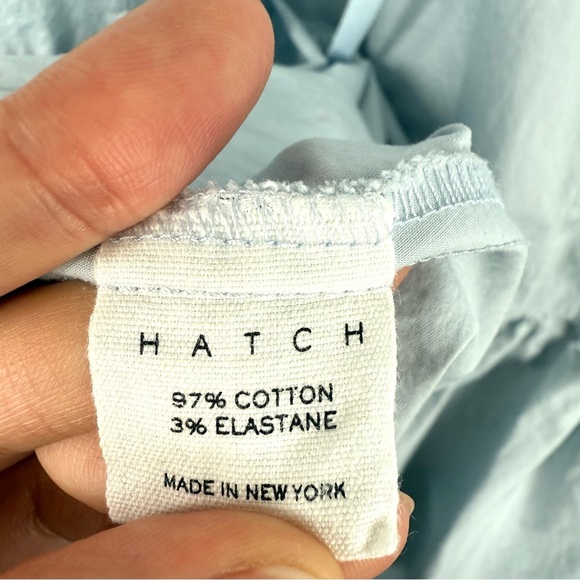 HATCH
97% COTTON
3% ELASTANE
MADE IN NEW YORK